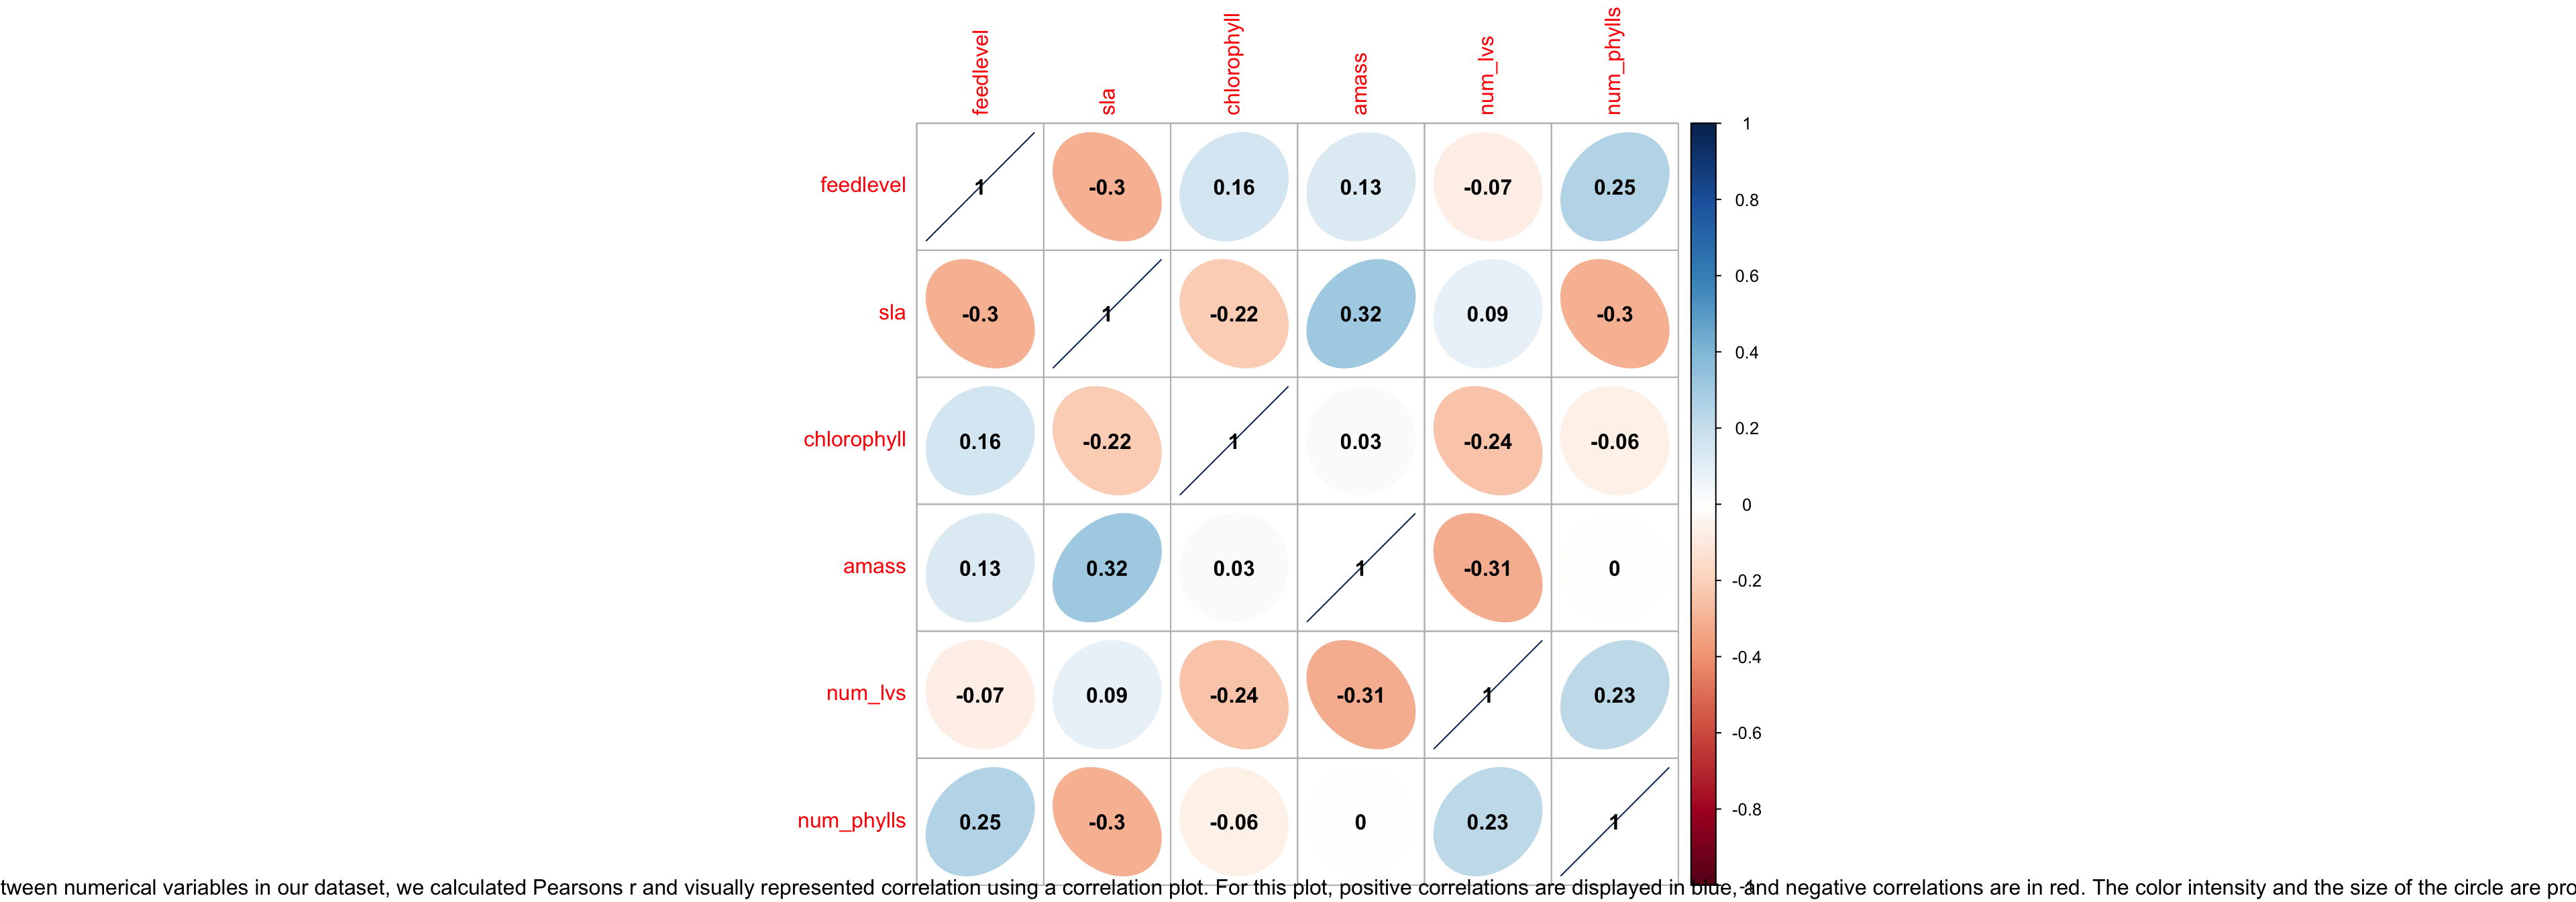 feedlevel sla chlorophyll amass num_lvs num_phylls
feedlevel 1 -0.3 0.16 0.13 -0.07 0.25
sla -0.3 1 -0.22 0.32 0.09 -0.3
chlorophyll 0.16 -0.22 1 0.03 -0.24 -0.06
amass 0.13 0.32 0.03 1 -0.31 0
num_lvs -0.07 0.09 -0.24 -0.31 1 0.23
num_phylls 0.25 -0.3 -0.06 0 0.23 1
1
0.8
0.6
0.4
0.2
0
-0.2
-0.4
-0.6
-0.8
-1
tween numerical variables in our dataset, we calculated Pearsons r and visually represented correlation using a correlation plot. For this plot, positive correlations are displayed in blue, and negative correlations are in red. The color intensity and the size of the circle are pro